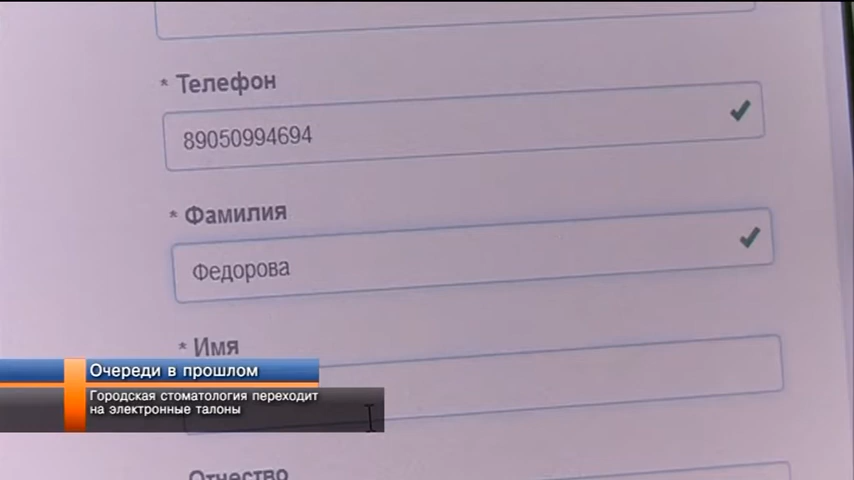 * Телефон
89050994694
* Фамилия
Федорова
* Имя
Очереди в прошлом
Городская стоматология переходит
на электронные талоны
Отчество